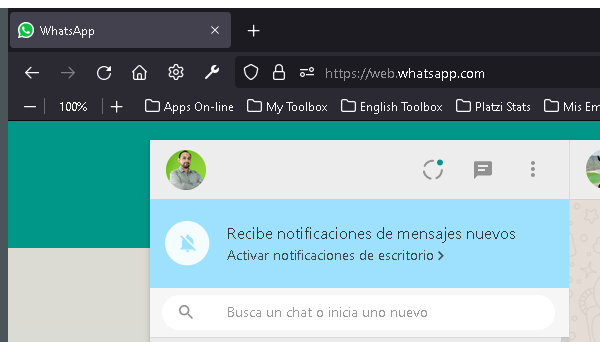 WhatsApp
https://web.whatsapp.com
100%
Apps On-line My Toolbox English Toolbox Platzi Stats Mis Em
Recibe notificaciones de mensajes nuevos
Activar notificaciones de escritorio
Busca un chat o inicia uno nuevo